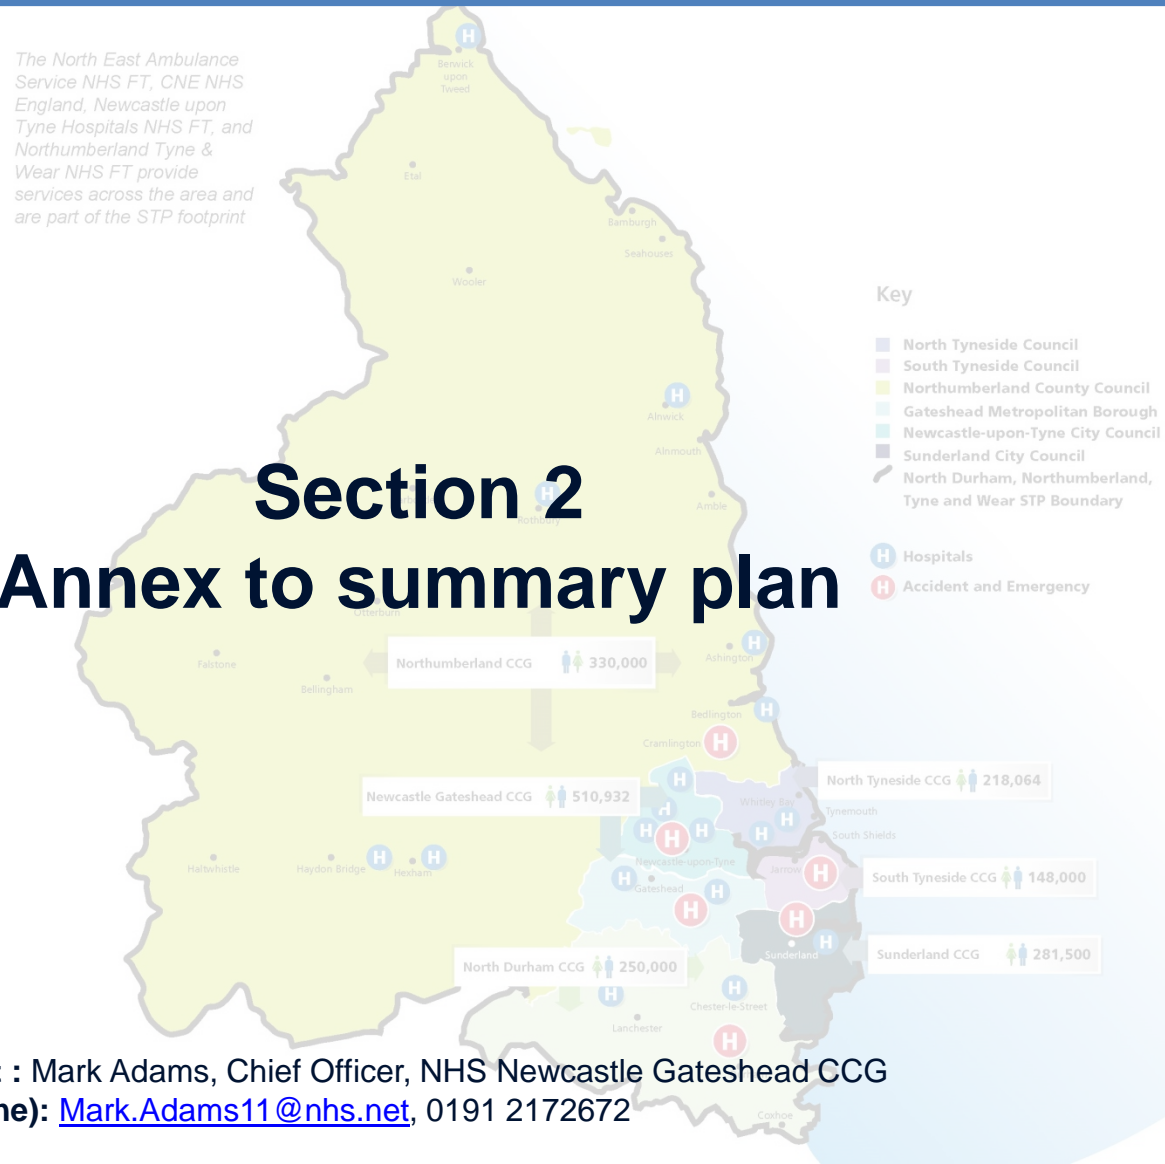 The North East Ambulance
Service NHS FT, CNE NHS
England, Newcastle upon
Tyne Hospitals NHS FT, and
Northumberland Tyne &
Wear NHS FT provide
services across the area and
are part of the STP footprint
H
Berwick
upon
Tweed
Etal
Bamburgh
Seahouses
Wooler
Key
North Tyneside Council
South Tyneside Council
Northumberland County Council
Gateshead Metropolitan Borough
Newcastle-upon-Tyne City Council
Sunderland City Council
North Durham, Northumberland,
Tyne and Wear STP Boundary
H Hospitals
H Accident and Emergency
H
Alnwick
Alnmouth
Section 2
H
Rothbury
Amble
Annex to summary plan
Otterburn
Falstone
Bellingham
Northumberland CCG 330,000
Ashington H
Bedlington H
Cramlington H
Newcastle Gateshead CCG 510,932
North Tyneside CCG 218,064
H
Whitley Bay
Tynemouth
H
H H H
H H
South Shields
Newcastle-upon-Tyne
Haltwhistle
Haydon Bridge H
Hexham H
Jarrow H
South Tyneside CCG 148,000
H Gateshead
H
H
H
Sunderland H
Sunderland CCG 281,500
North Durham CCG 250,000
H
H
Chester-le-Street
Lanchester
H
: Mark Adams, Chief Officer, NHS Newcastle Gateshead CCG
ne): Mark.Adams11@nhs.net, 0191 2172672
Coxhoe